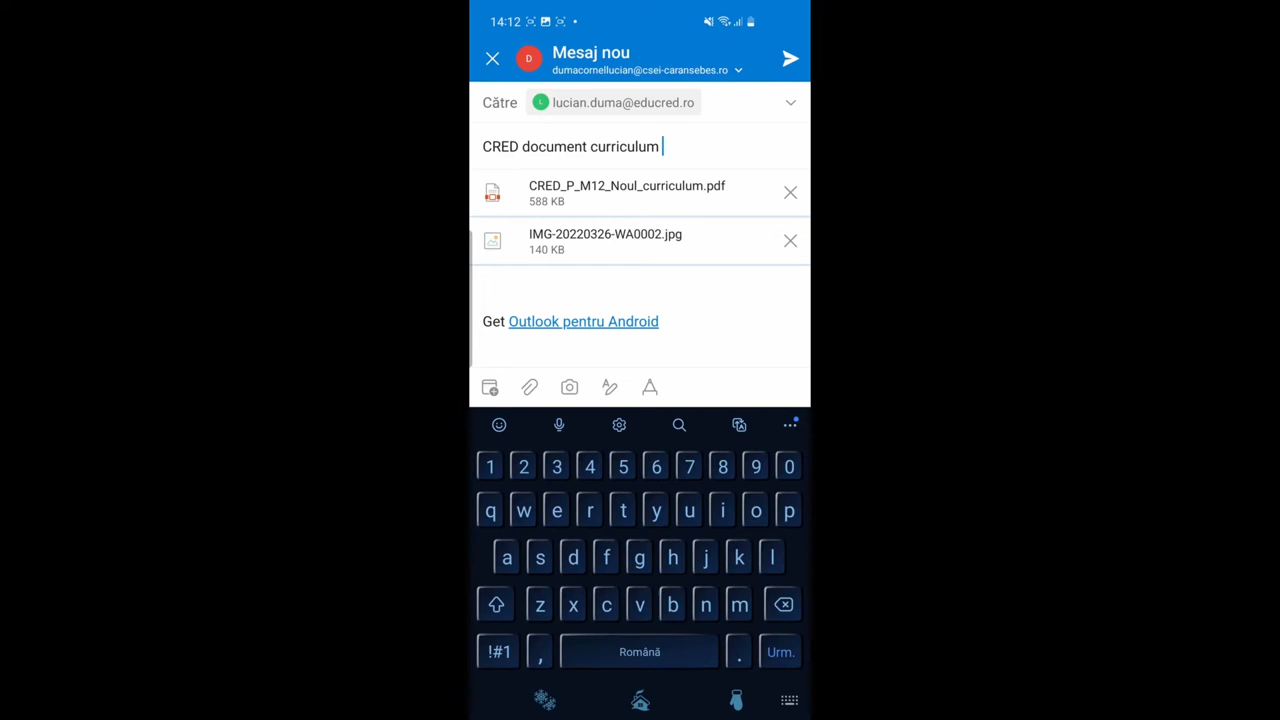 14:12
Mesaj nou
D
dumacornellucian@csei-caransebes.ro
Către
L lucian.duma@educred.ro
CRED document curriculum
CRED_P_M12_Noul_curriculum.pdf
588 KB
IMG-20220326-WA0002.jpg
140 KB
Get Outlook pentru Android
1 2 3 4 5 6 7 8 9 0
q w e r t y u i o p
a s d f g h j k l
z x c v b n m
!#1 , Română . Urm.